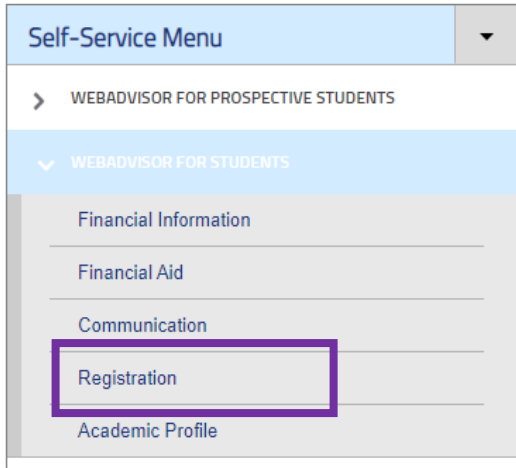 Self-Service Menu
WEBADVISOR FOR PROSPECTIVE STUDENTS
WEBADVISOR FOR STUDENTS
Financial Information
Financial Aid
Communication
Registration
Academic Profile